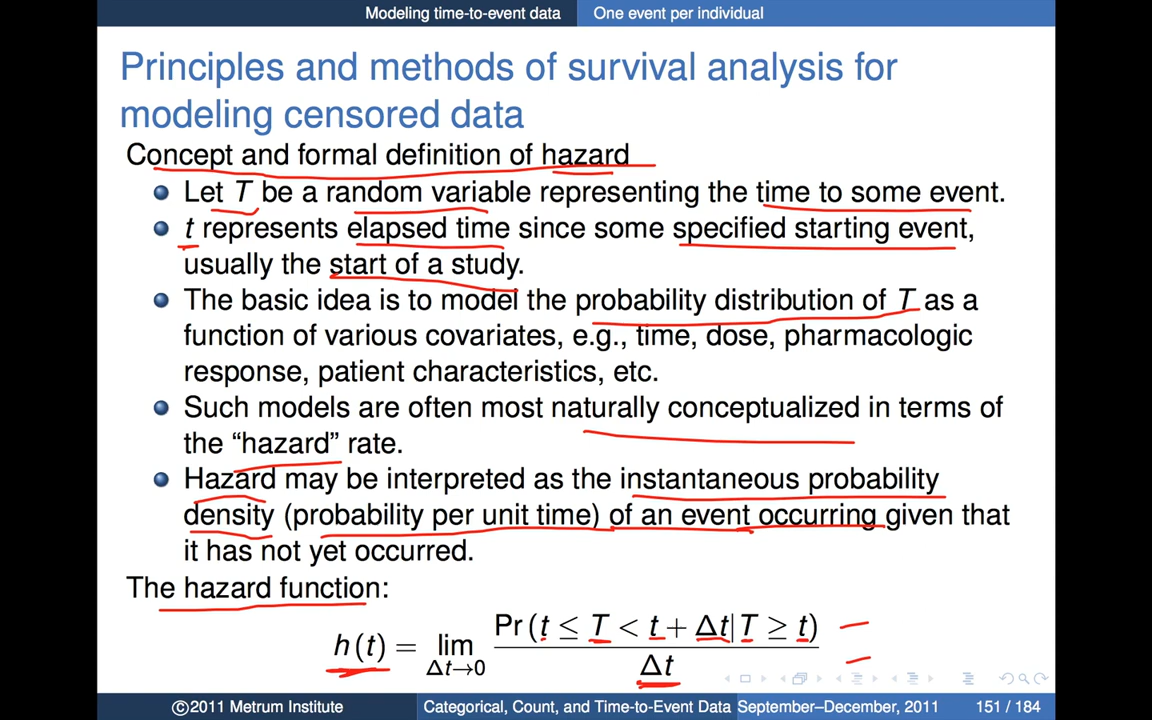 Modeling time-to-event data One event per individual
Principles and methods of survival analysis for
modeling censored data
Concept and formal definition of hazard
Let T be a random variable representing the time to some event.
t represents elapsed time since some specified starting event,
usually the start of a study.
The basic idea is to model the probability distribution of T as a
function of various covariates, e.g., time, dose, pharmacologic
response, patient characteristics, etc.
Such models are often most naturally conceptualized in terms of
the “hazard” rate.
Hazard may be interpreted as the instantaneous probability
density (probability per unit time) of an event occurring given that
it has not yet occurred.
The hazard function:
h(t) = lim Δt→0 Pr(t ≤ T < t + Δt|T ≥ t) / Δt
©2011 Metrum Institute Categorical, Count, and Time-to-Event Data September–December, 2011 151 / 184